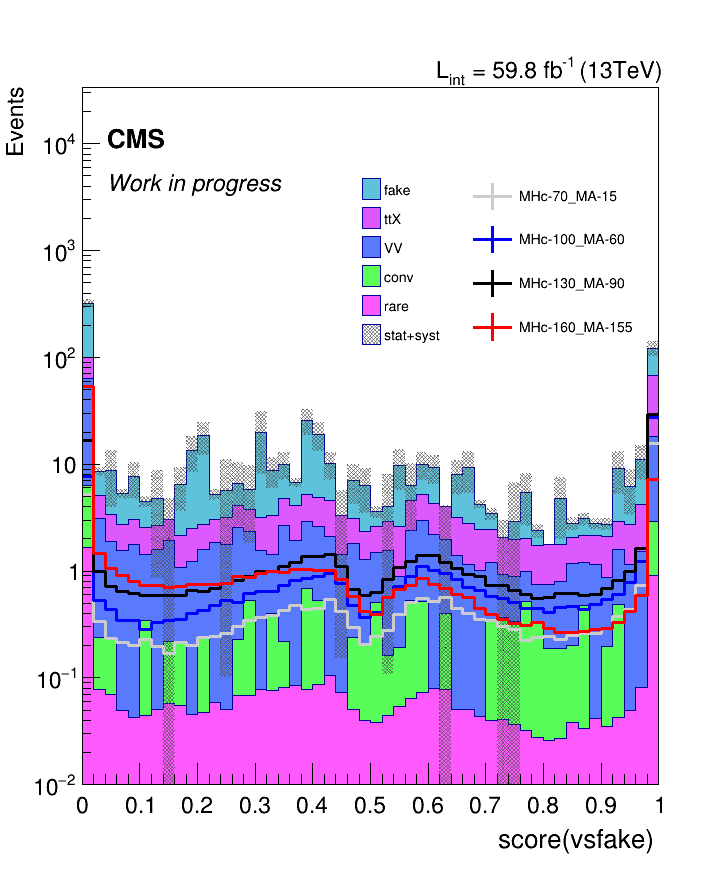 L_int = 59.8 fb^-1 (13TeV)
Events
CMS
Work in progress
fake
ttX
VV
conv
rare
stat+syst
MHc-70_MA-15
MHc-100_MA-60
MHc-130_MA-90
MHc-160_MA-155
10^4
10^3
10^2
10
1
10^−1
10^−2
0 0.1 0.2 0.3 0.4 0.5 0.6 0.7 0.8 0.9 1
score(vsfake)